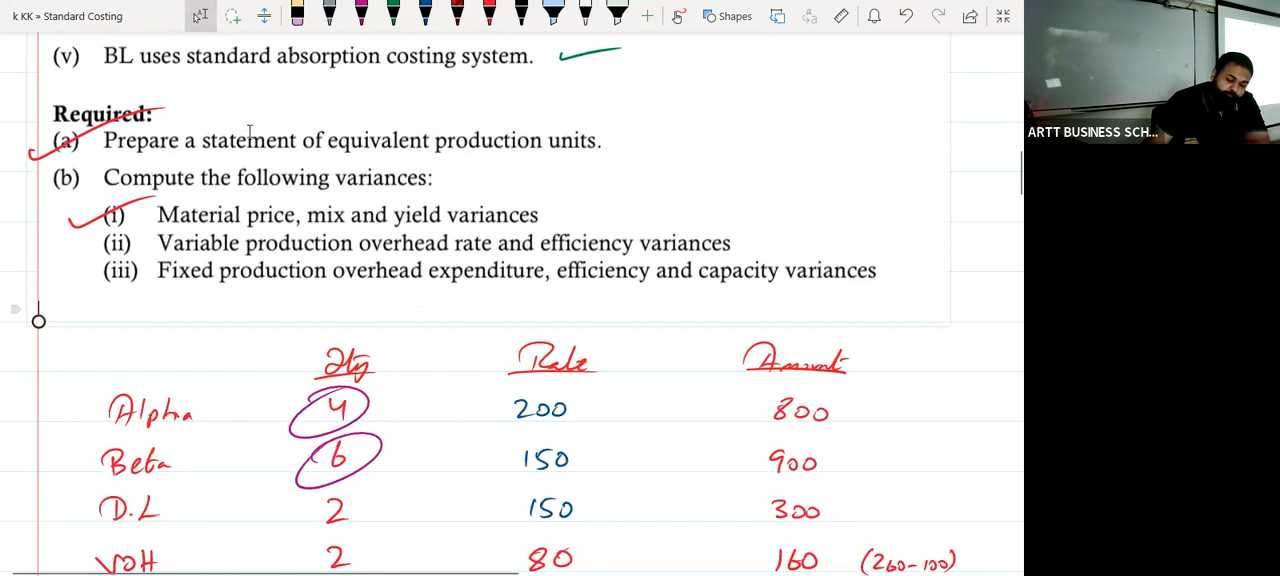 k KK » Standard Costing
Shapes
(v) BL uses standard absorption costing system.
Required:
(a) Prepare a statement of equivalent production units.
(b) Compute the following variances:
(i) Material price, mix and yield variances
(ii) Variable production overhead rate and efficiency variances
(iii) Fixed production overhead expenditure, efficiency and capacity variances
Qty Rate Amount
Alpha 4 200 800
Beta 6 150 900
D.L 2 150 300
VOH 2 80 160 (260-100)
ARTT BUSINESS SCH...